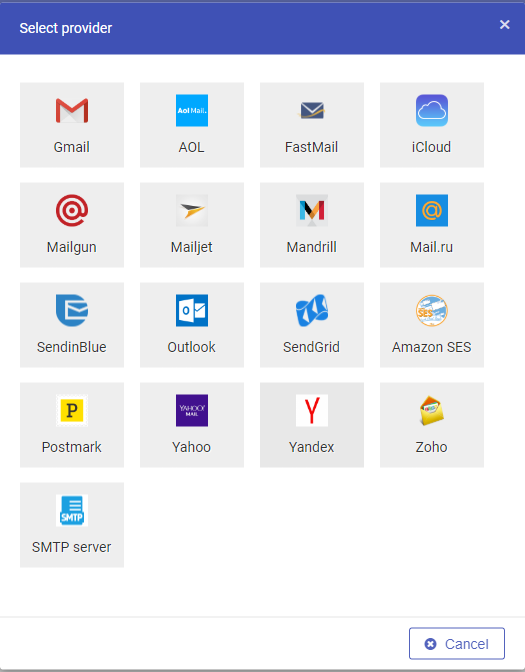 Select provider
Aol Mail.
Gmail AOL FastMail iCloud
@ @
Mailgun Mailjet Mandrill Mail.ru
O SES
SendinBlue Outlook SendGrid Amazon SES
P YAHOO! Y
MAIL
Postmark Yahoo Yandex Zoho
SMTP
SMTP server
Cancel